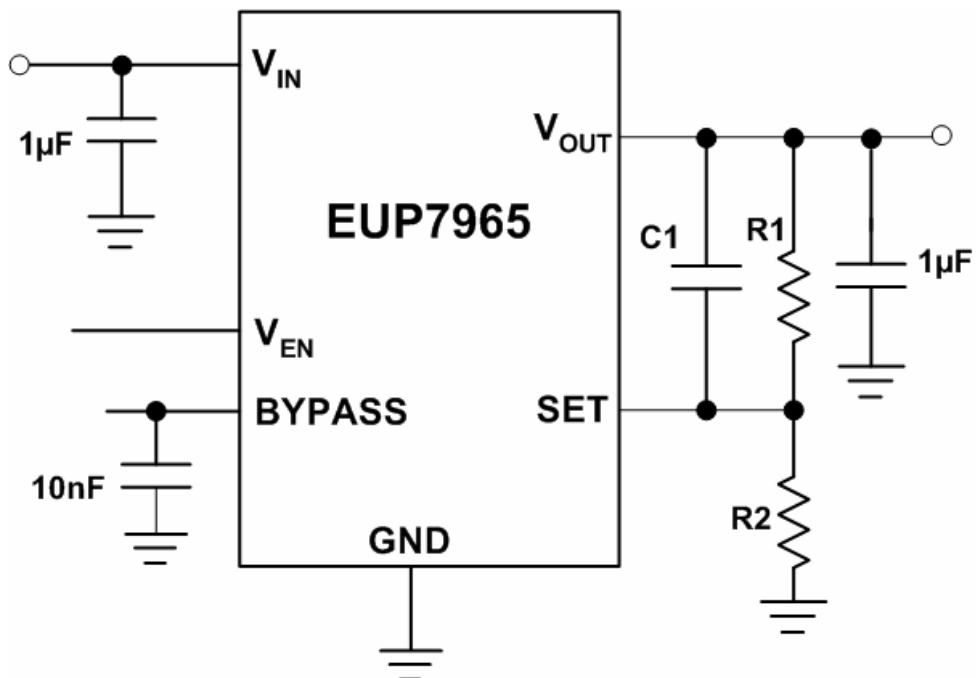 V_IN
1µF
V_OUT
EUP7965
C1
R1
1µF
V_EN
BYPASS
SET
10nF
R2
GND